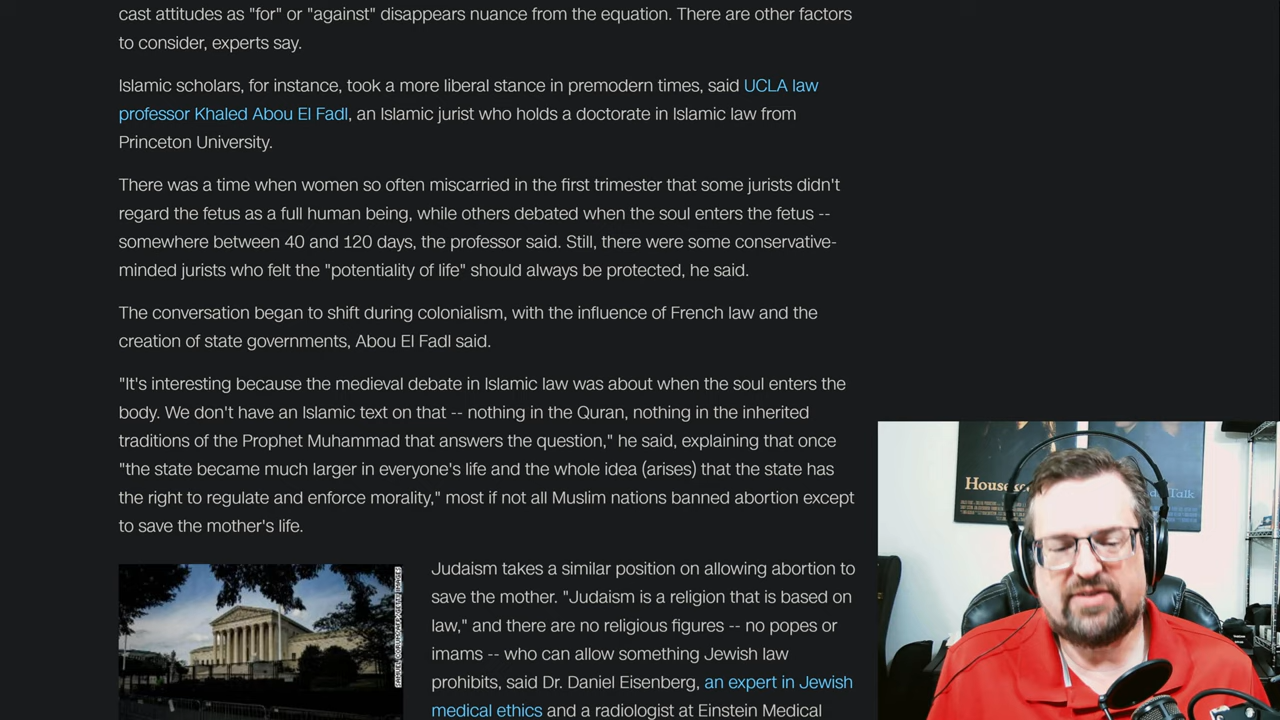 cast attitudes as "for" or "against" disappears nuance from the equation. There are other factors
to consider, experts say.
Islamic scholars, for instance, took a more liberal stance in premodern times, said UCLA law
professor Khaled Abou El Fadl, an Islamic jurist who holds a doctorate in Islamic law from
Princeton University.
There was a time when women so often miscarried in the first trimester that some jurists didn't
regard the fetus as a full human being, while others debated when the soul enters the fetus --
somewhere between 40 and 120 days, the professor said. Still, there were some conservative-
minded jurists who felt the "potentiality of life" should always be protected, he said.
The conversation began to shift during colonialism, with the influence of French law and the
creation of state governments, Abou El Fadl said.
"It's interesting because the medieval debate in Islamic law was about when the soul enters the
body. We don't have an Islamic text on that -- nothing in the Quran, nothing in the inherited
traditions of the Prophet Muhammad that answers the question," he said, explaining that once
"the state became much larger in everyone's life and the whole idea (arises) that the state has
the right to regulate and enforce morality," most if not all Muslim nations banned abortion except
to save the mother's life.
Judaism takes a similar position on allowing abortion to
save the mother. "Judaism is a religion that is based on
law," and there are no religious figures -- no popes or
imams -- who can allow something Jewish law
prohibits, said Dr. Daniel Eisenberg, an expert in Jewish
medical ethics and a radiologist at Einstein Medical
Talk